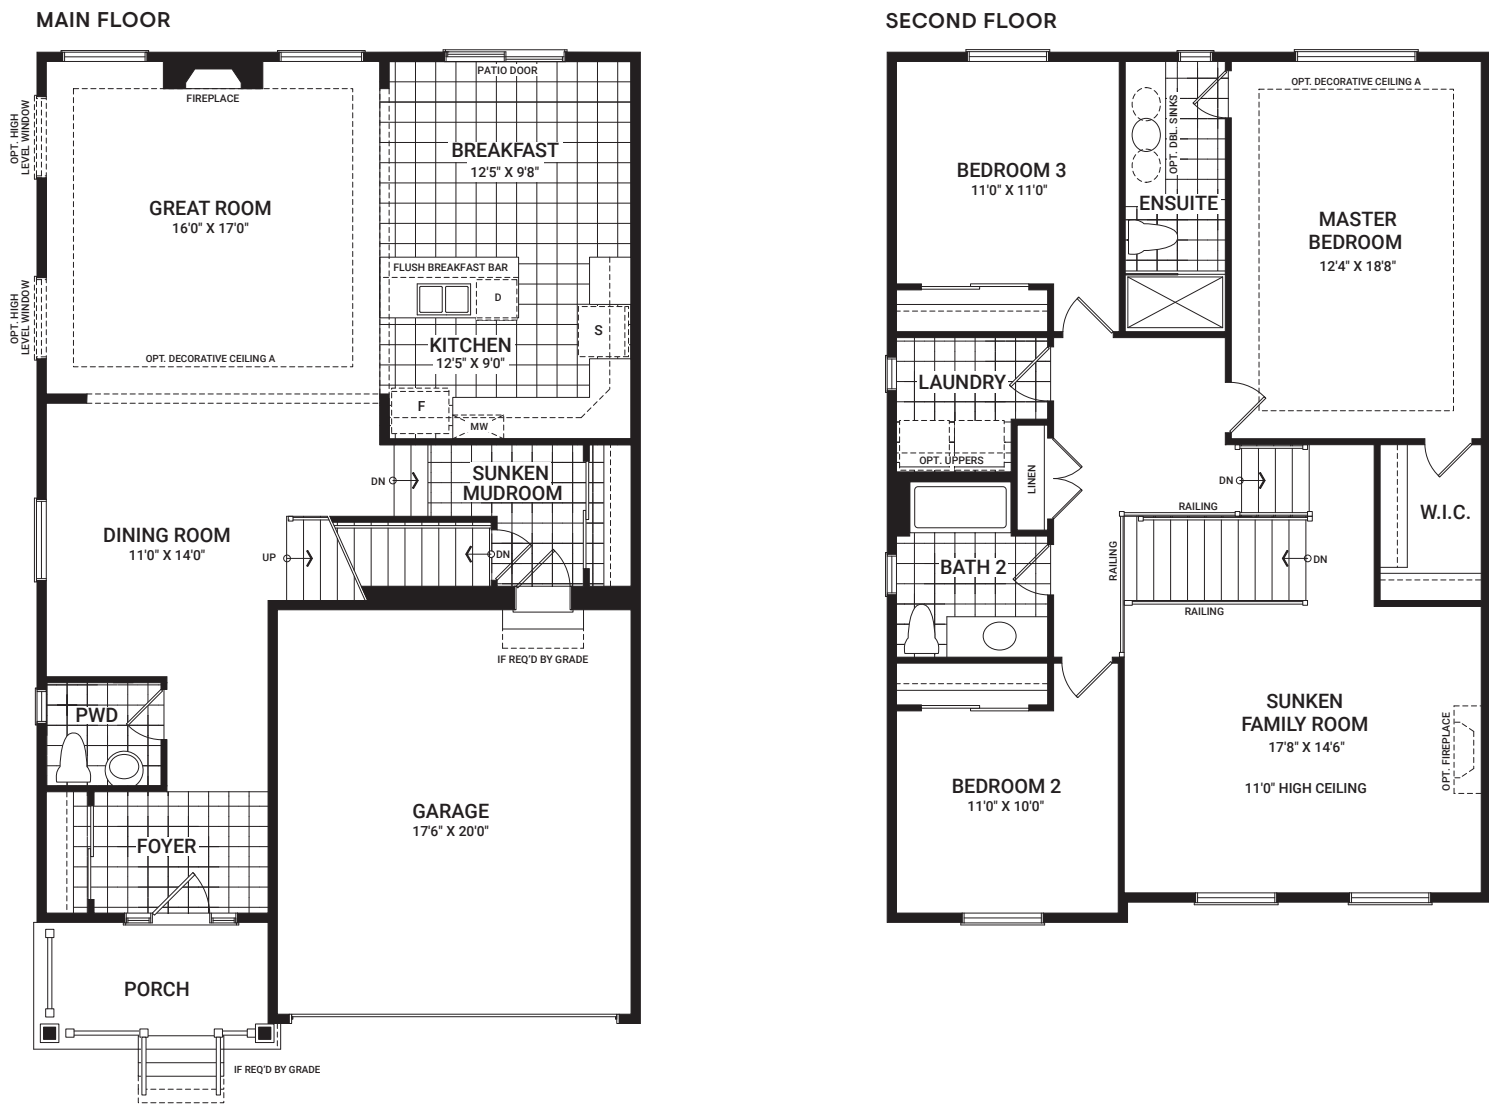 MAIN FLOOR
PATIO DOOR
FIREPLACE
OPT. HIGH
LEVEL WINDOW
BREAKFAST
12'5" X 9'8"
GREAT ROOM
16'0" X 17'0"
FLUSH BREAKFAST BAR
D
OPT. HIGH
LEVEL WINDOW
S
KITCHEN
12'5" X 9'0"
OPT. DECORATIVE CEILING A
F
MW
DN
SUNKEN
MUDROOM
DINING ROOM
11'0" X 14'0"
UP
DN
IF REQ'D BY GRADE
PWD
GARAGE
17'6" X 20'0"
FOYER
PORCH
IF REQ'D BY GRADE
SECOND FLOOR
OPT. DECORATIVE CEILING A
OPT. DBL. SINKS
BEDROOM 3
11'0" X 11'0"
ENSUITE
MASTER
BEDROOM
12'4" X 18'8"
LAUNDRY
OPT. UPPERS
LINEN
DN
RAILING
W.I.C.
RAILING
DN
BATH 2
RAILING
SUNKEN
FAMILY ROOM
17'8" X 14'6"
11'0" HIGH CEILING
OPT. FIREPLACE
BEDROOM 2
11'0" X 10'0"